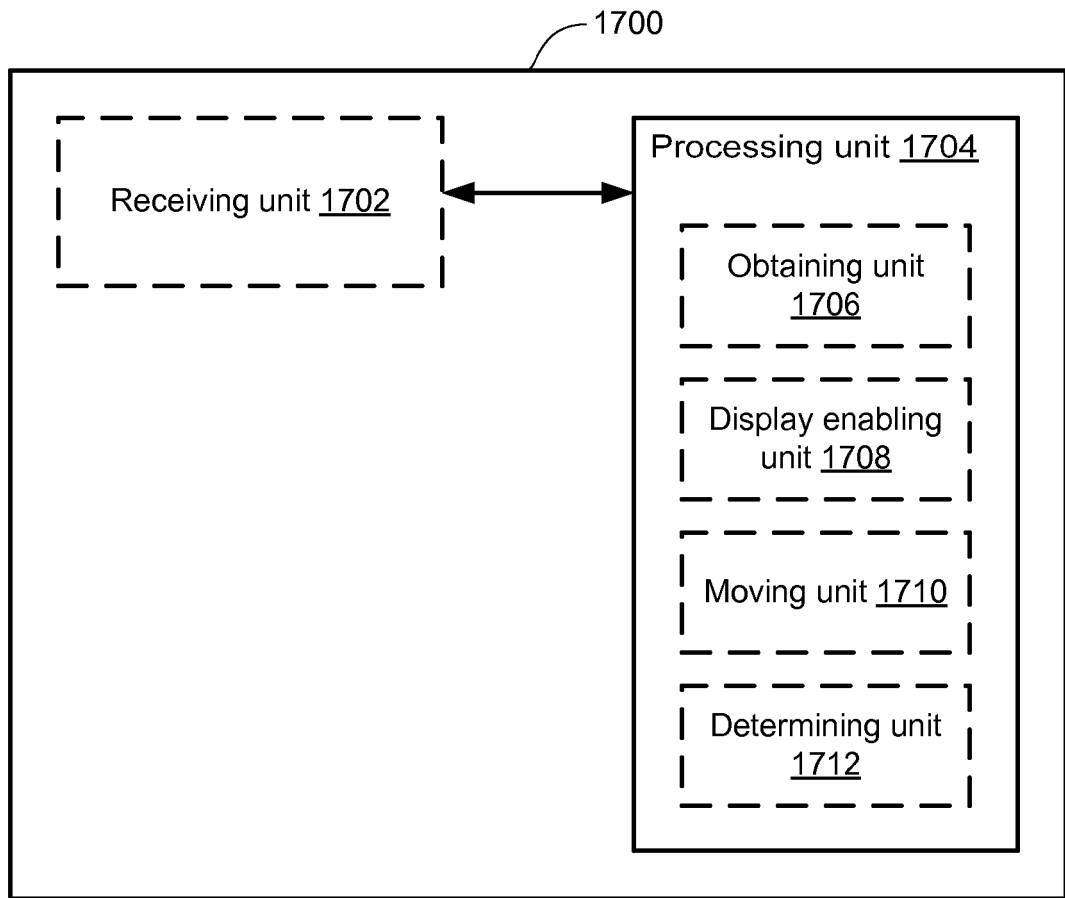 1700
Receiving unit 1702
Processing unit 1704
Obtaining unit
1706
Display enabling
unit 1708
Moving unit 1710
Determining unit
1712